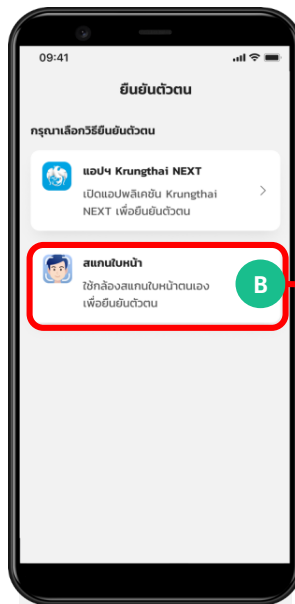 09:41
ยืนยันตัวตน
กรุณาเลือกวิธียืนยันตัวตน
แอปฯ Krungthai NEXT
เปิดแอปพลิเคชัน Krungthai
NEXT เพื่อยืนยันตัวตน
สแกนใบหน้า
ใช้กล้องสแกนใบหน้าตนเอง
เพื่อยืนยันตัวตน
B